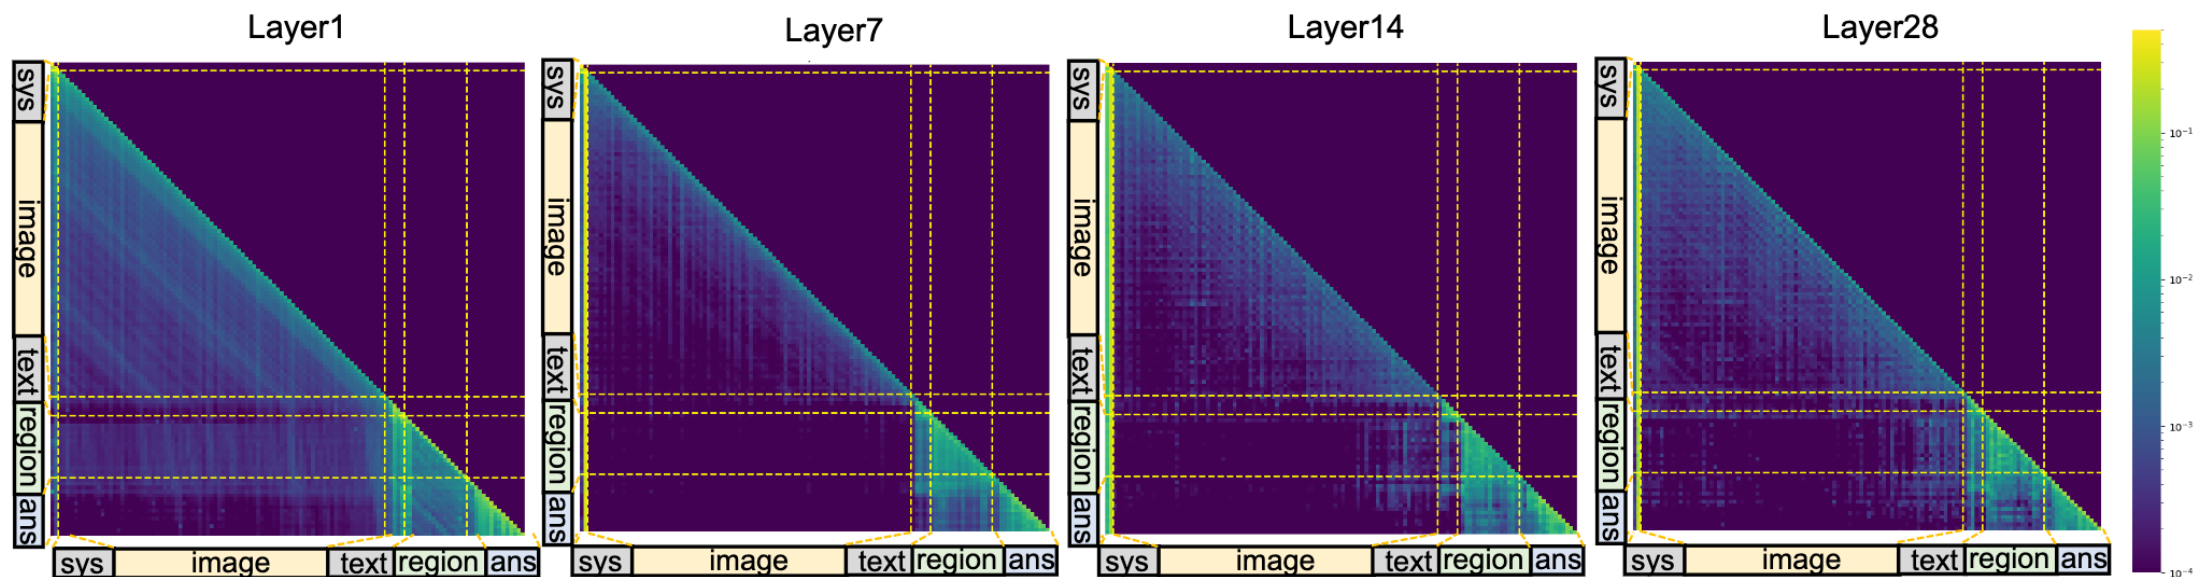 Layer1
Layer7
Layer14
Layer28
sys
image
text
region
ans
sys
image
text
region
ans
sys
image
text
region
ans
sys
image
text
region
ans
10⁻¹
10⁻²
10⁻³
10⁻⁴
sys image text region ans
sys image text region ans
sys image text region ans
sys image text region ans